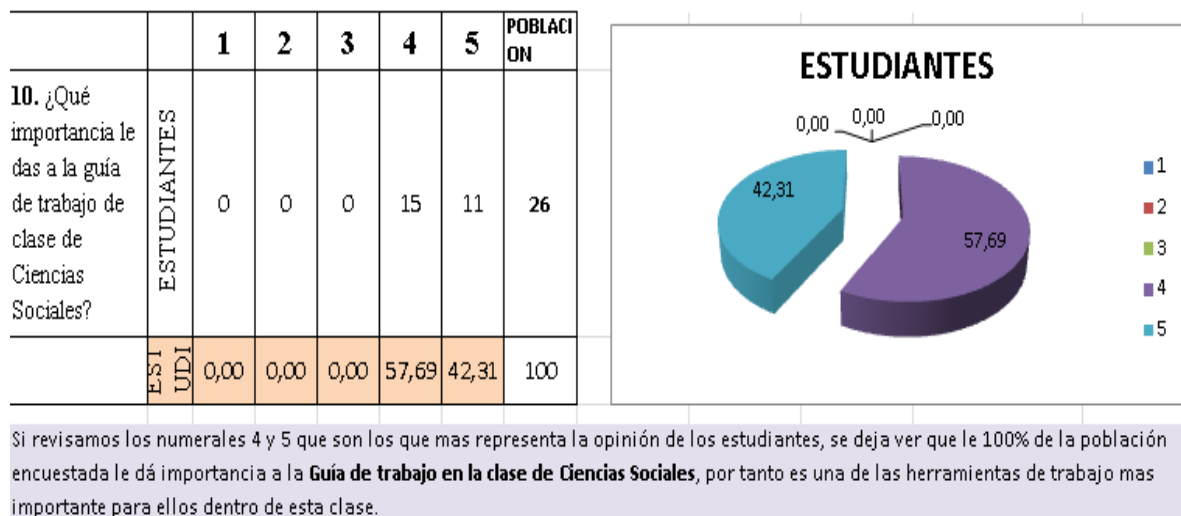 1 2 3 4 5 POBLACI
ON
10. ¿Qué
importancia le
das a la guía
de trabajo de
clase de
Ciencias
Sociales?
ESTUDIANTES
0 0 0 15 11 26
EST
UDI
0,00 0,00 0,00 57,69 42,31 100
ESTUDIANTES
0,00 0,00 0,00
42,31
57,69
1
2
3
4
5
Si revisamos los numerales 4 y 5 que son los que mas representa la opinión de los estudiantes, se deja ver que le 100% de la población
encuestada le dá importancia a la Guía de trabajo en la clase de Ciencias Sociales, por tanto es una de las herramientas de trabajo mas
importante para ellos dentro de esta clase.